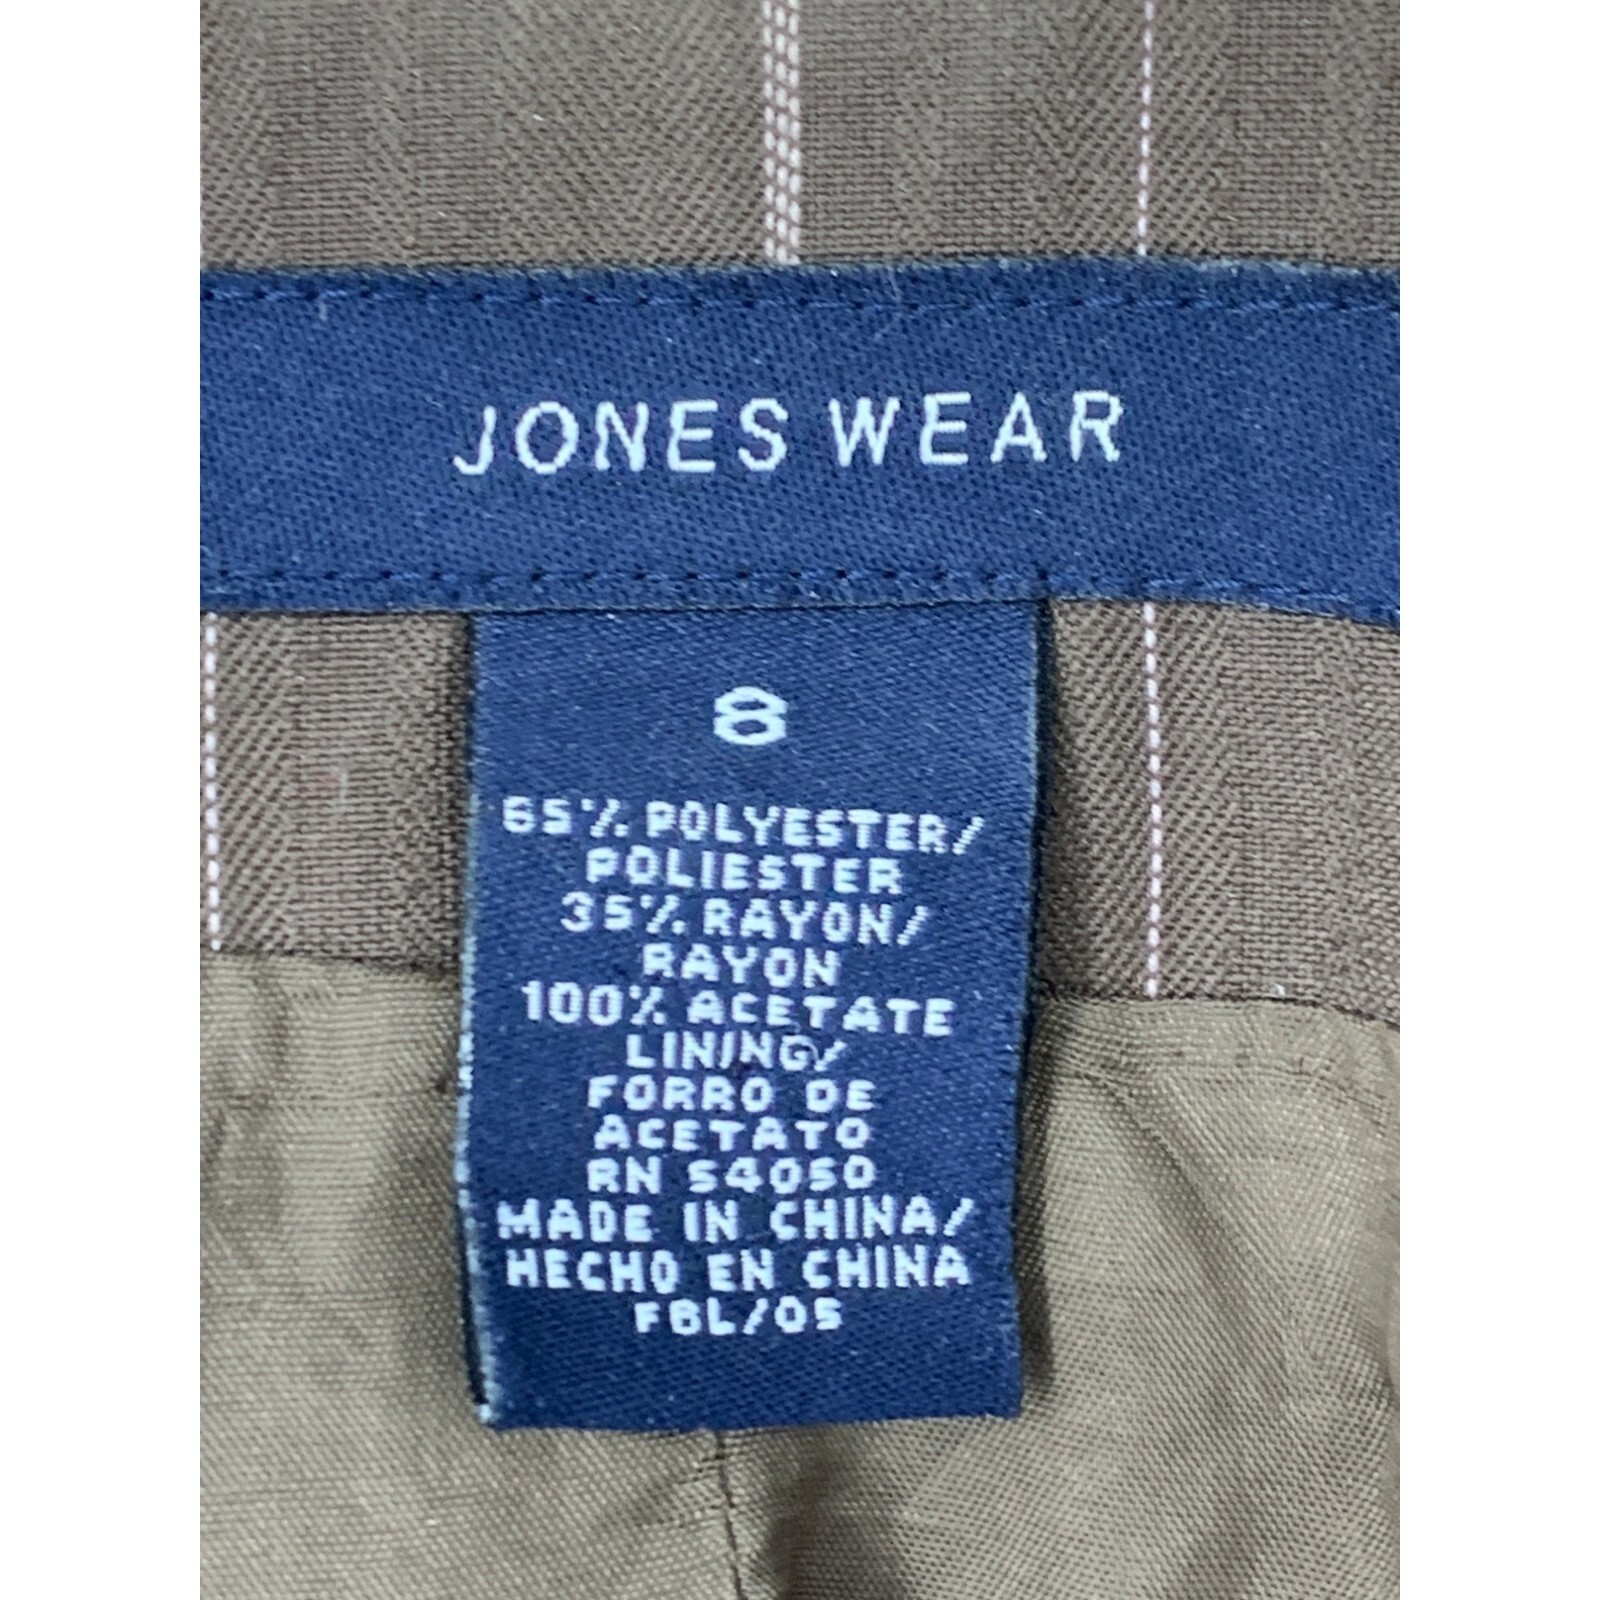 JONES WEAR
8
65% POLYESTER/
POLIESTER
35% RAYON/
RAYON
100% ACETATE
LINING/
FORRO DE
ACETATO
RN 54050
MADE IN CHINA/
HECHO EN CHINA
FBL/05